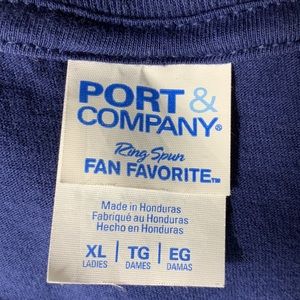 PORT &
COMPANY®
Ring Spun
FAN FAVORITE™
Made in Honduras
Fabriqué au Honduras
Hecho en Honduras
XL | TG | EG
LADIES | DAMES | DAMAS